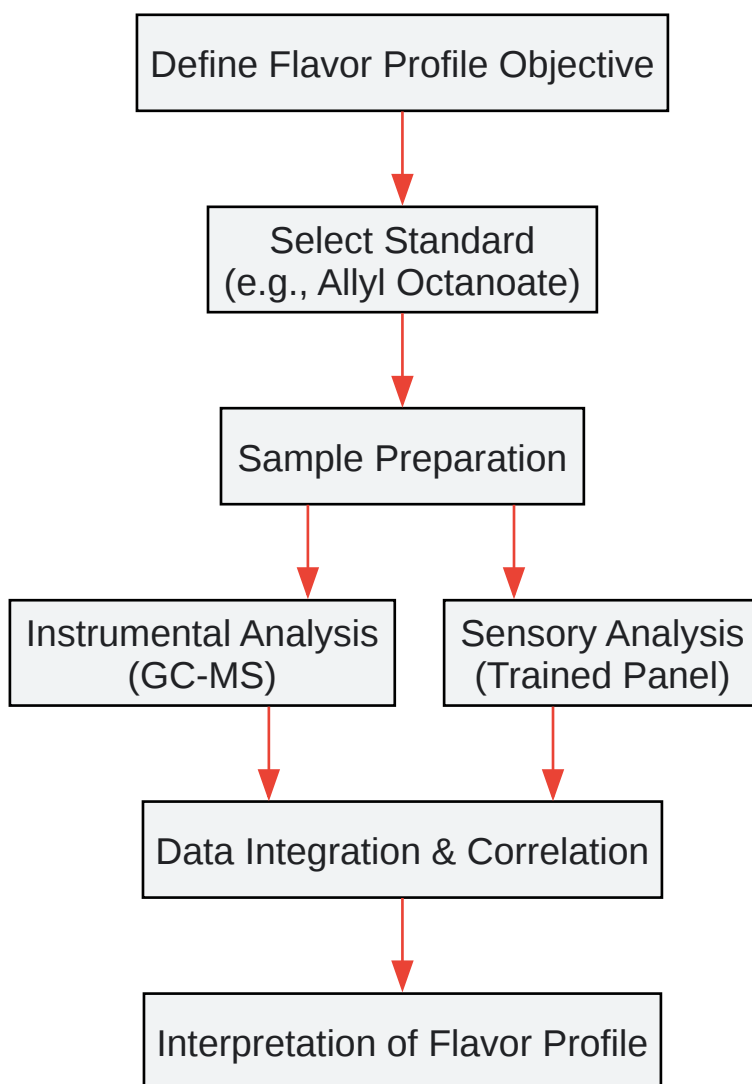 Define Flavor Profile Objective
Select Standard
(e.g., Allyl Octanoate)
Sample Preparation
Instrumental Analysis
(GC-MS)
Sensory Analysis
(Trained Panel)
Data Integration & Correlation
Interpretation of Flavor Profile